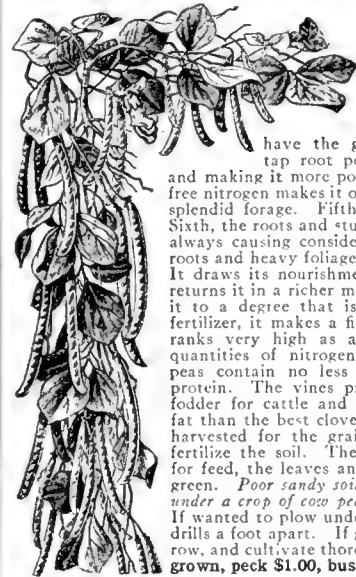 have the g
tap root pe
and making it more po
free nitrogen makes it o
splendid forage. Fifth
Sixth, the roots and stu
always causing conside
roots and heavy foliage
It draws its nourishme
returns it in a richer m
it to a degree that is
fertilizer, it makes a fi
ranks very high as a
quantities of nitrogen
peas contain no less
protein. The vines p
fodder for cattle and
fat than the best clove
harvested for the grai
fertilize the soil. The
for feed, the leaves an
green. Poor sandy soil
under a crop of cow pe
If wanted to plow unde
drills a foot apart. If g
row, and cultivate thor
grown, peck $1.00, bus